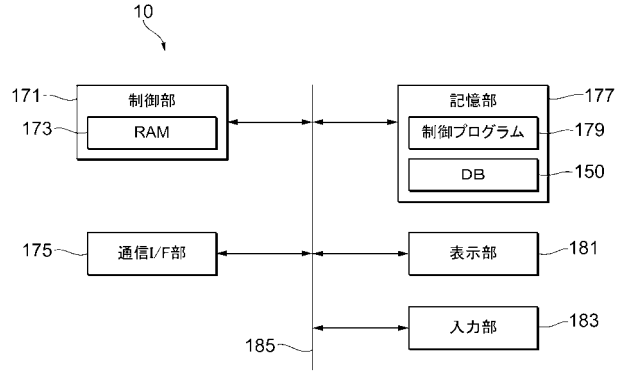 10
171
制御部
173
RAM
記憶部
177
制御プログラム
179
DB
150
175
通信I/F部
表示部
181
入力部
183
185